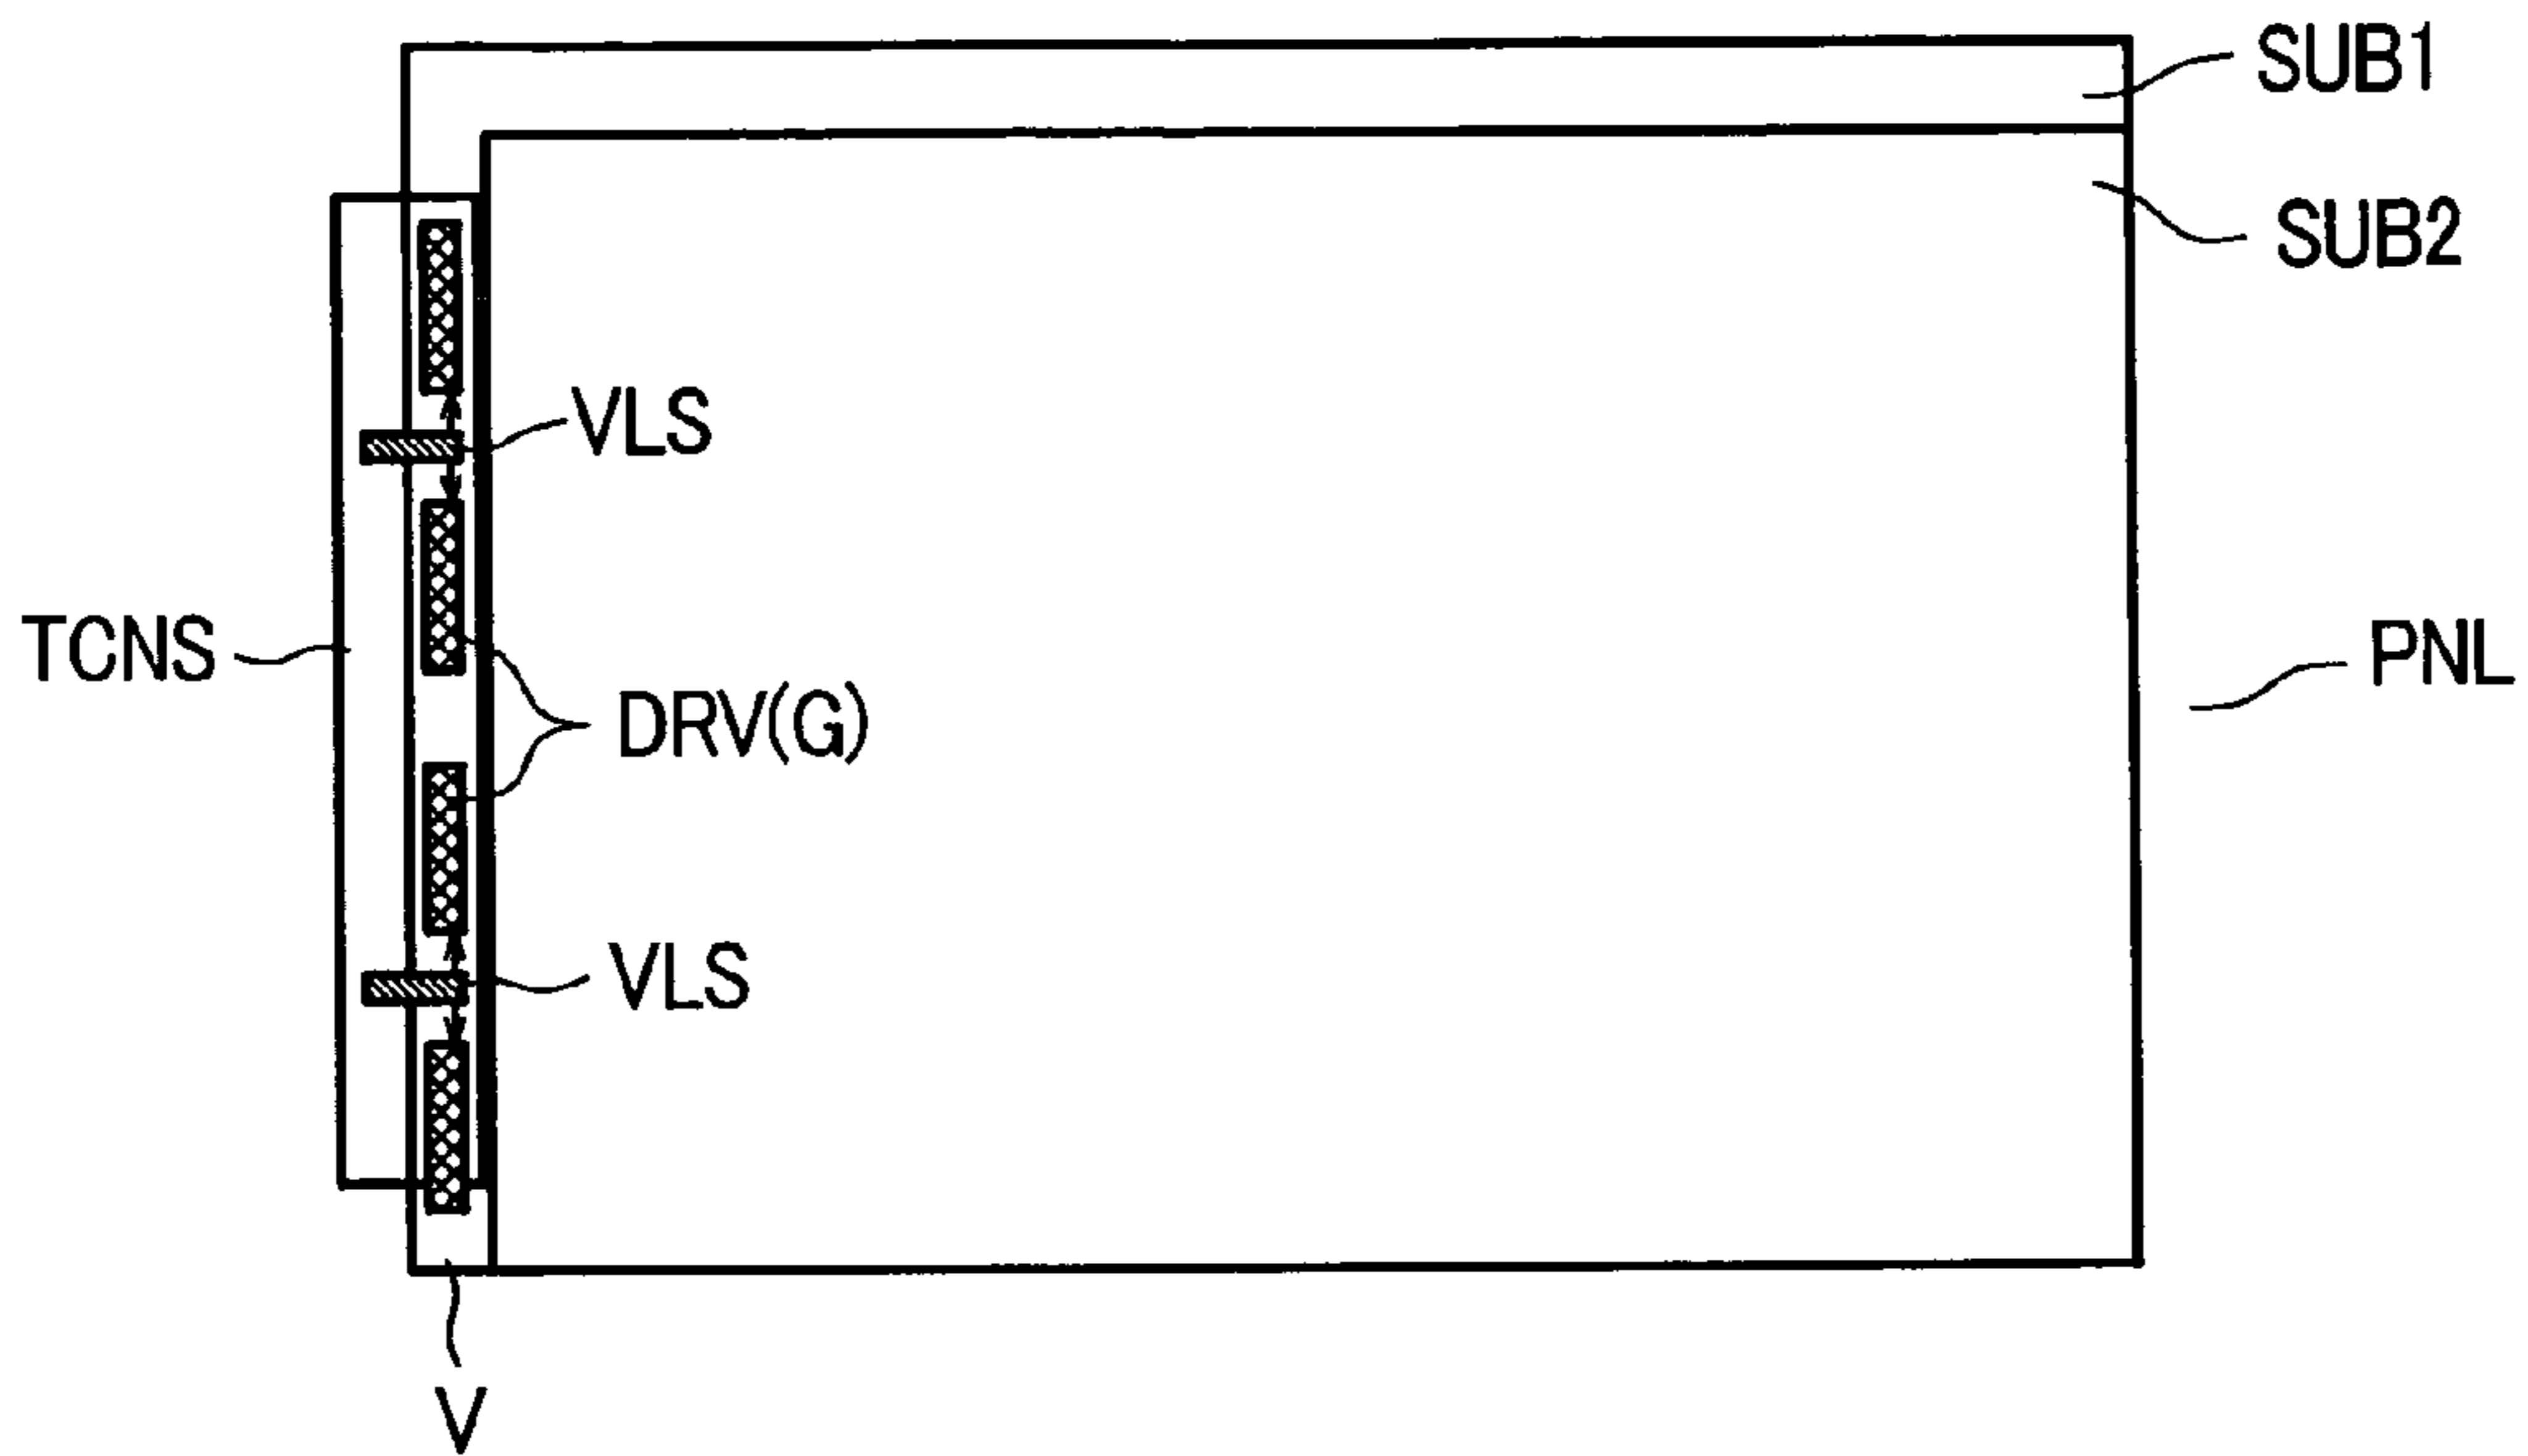 SUB1
SUB2
VLS
TCNS
PNL
DRV(G)
VLS
V